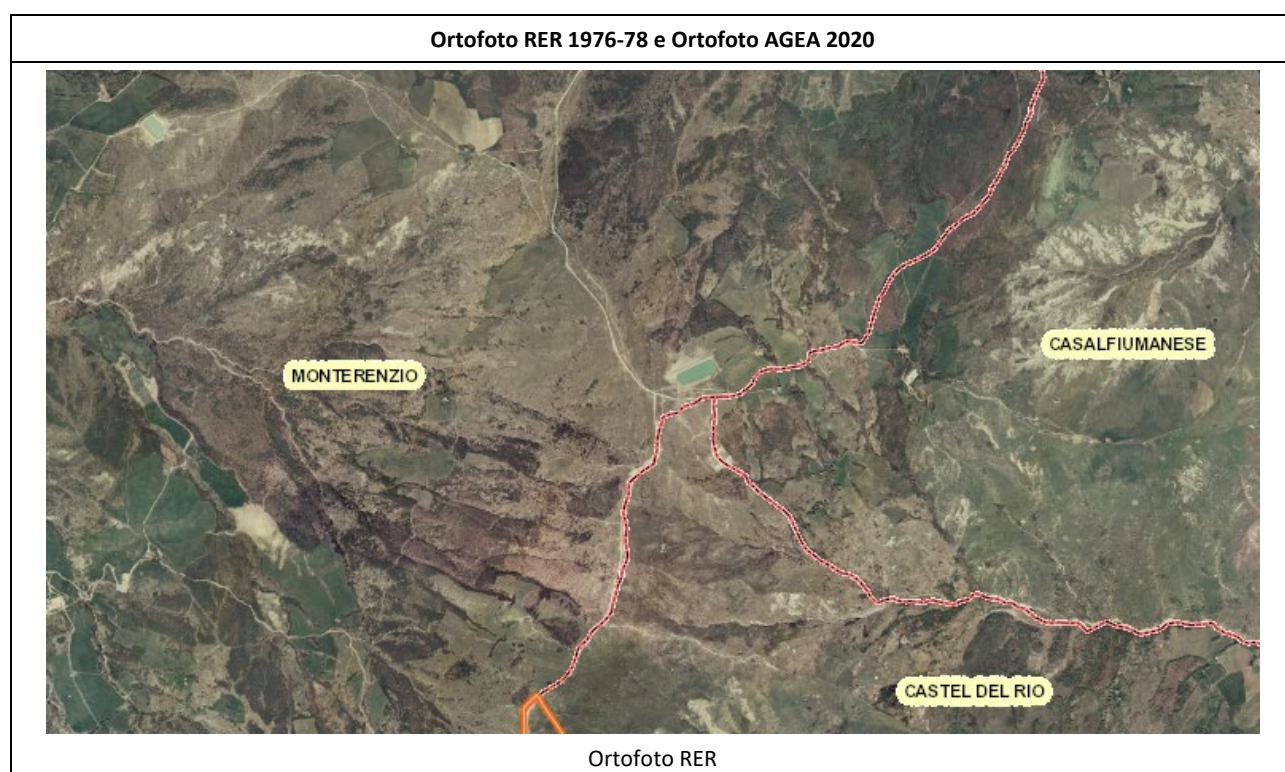 Ortofoto RER 1976-78 e Ortofoto AGEA 2020
CASALFIUMANESE
MONTERENZIO
CASTEL DEL RIO
Ortofoto RER